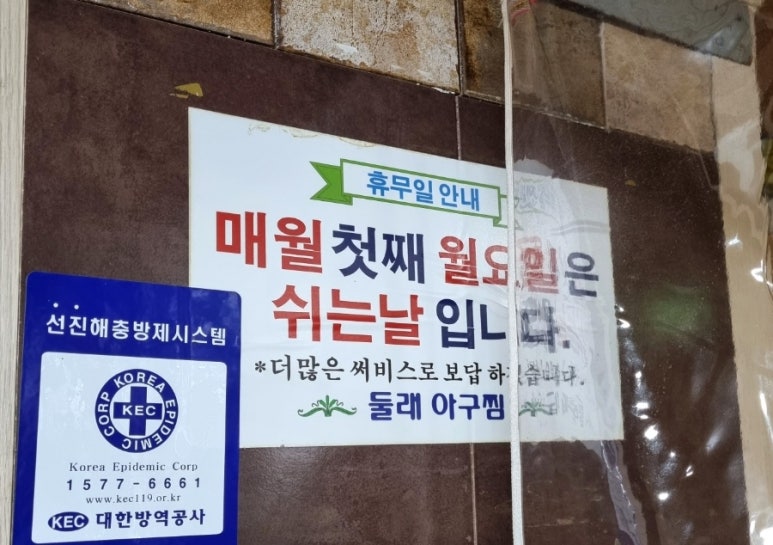 휴무일 안내
매월 첫째 월요일은
쉬는날 입니다.
*더많은 써비스로 보답 하겠습니다.
둘래 아구찜
선진해충방제시스템
KOREA EPIDEMIC CORP
KEC
Korea Epidemic Corp
1577-6661
www.kec119.or.kr
KEC 대한방역공사